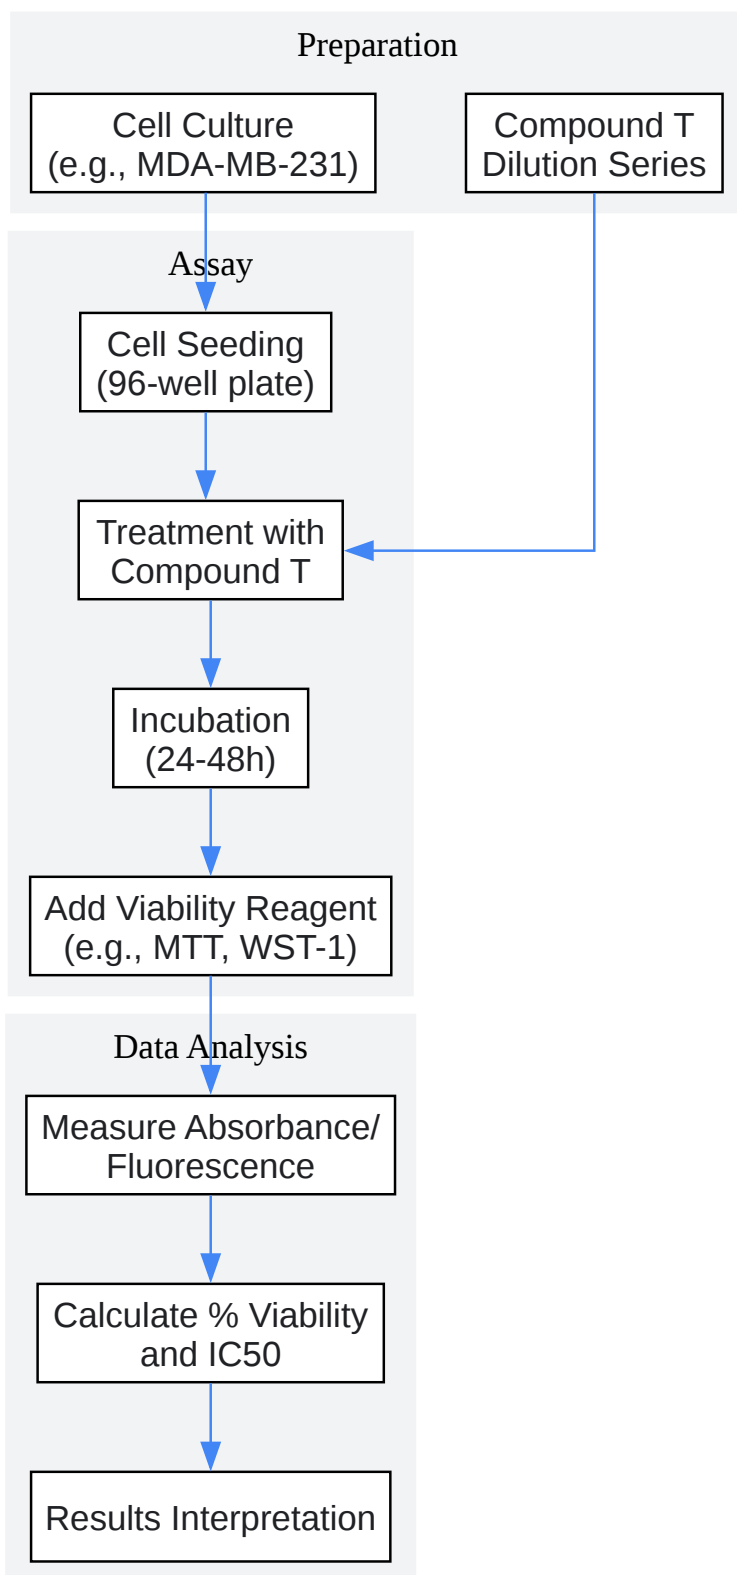 Preparation
Cell Culture
(e.g., MDA-MB-231)
Compound T
Dilution Series
Assay
Cell Seeding
(96-well plate)
Treatment with
Compound T
Incubation
(24-48h)
Add Viability Reagent
(e.g., MTT, WST-1)
Data Analysis
Measure Absorbance/
Fluorescence
Calculate % Viability
and IC50
Results Interpretation